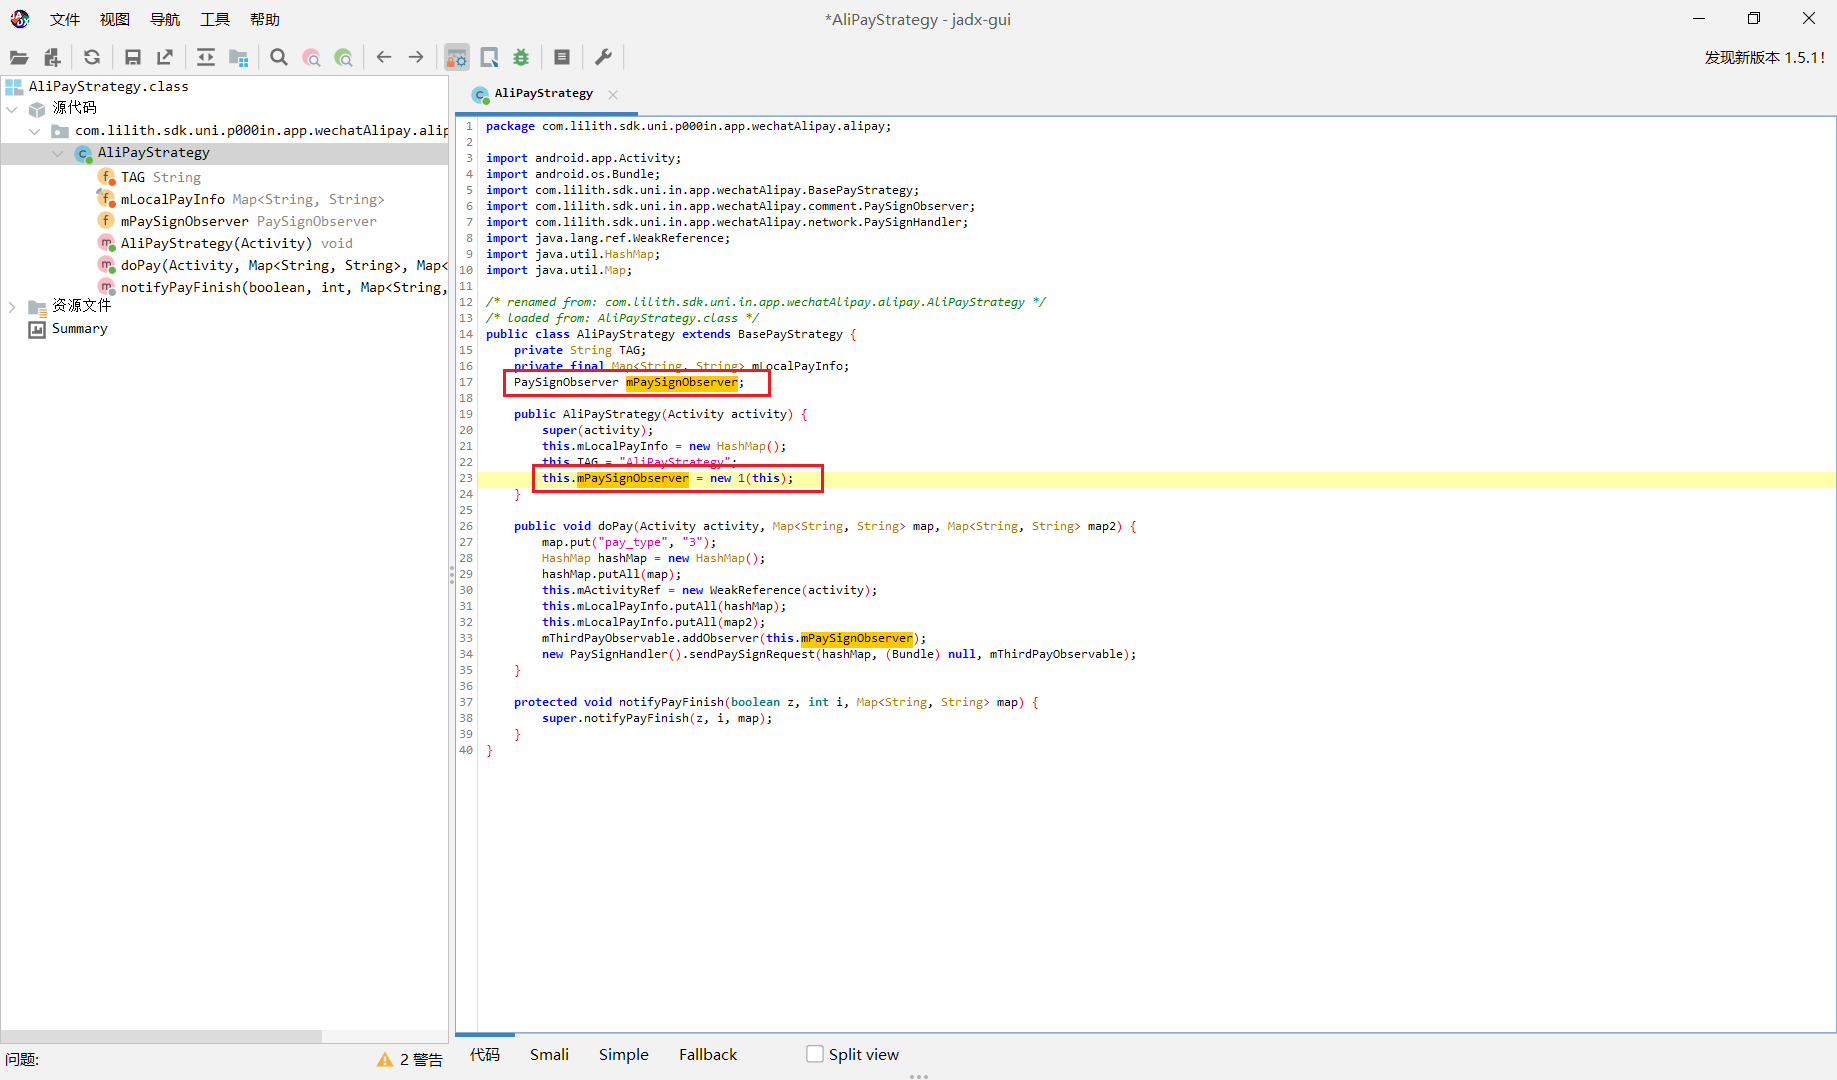 文件 视图 导航 工具 帮助
*AliPayStrategy - jadx-gui
发现新版本 1.5.1!
AliPayStrategy.class
源代码
com.lilith.sdk.uni.p000in.app.wechatAlipay.alip
AliPayStrategy
TAG String
mLocalPayInfo Map<String, String>
mPaySignObserver PaySignObserver
AliPayStrategy(Activity) void
doPay(Activity, Map<String, String>, Map<
notifyPayFinish(boolean, int, Map<String,
资源文件
Summary
AliPayStrategy
1 package com.lilith.sdk.uni.p000in.app.wechatAlipay.alipay;
2
3 import android.app.Activity;
4 import android.os.Bundle;
5 import com.lilith.sdk.uni.in.app.wechatAlipay.BasePayStrategy;
6 import com.lilith.sdk.uni.in.app.wechatAlipay.comment.PaySignObserver;
7 import com.lilith.sdk.uni.in.app.wechatAlipay.network.PaySignHandler;
8 import java.lang.ref.WeakReference;
9 import java.util.HashMap;
10 import java.util.Map;
11
12 /* renamed from: com.lilith.sdk.uni.in.app.wechatAlipay.alipay.AliPayStrategy */
13 /* loaded from: AliPayStrategy.class */
14 public class AliPayStrategy extends BasePayStrategy {
15 private String TAG;
16 private final Map<String, String> mLocalPayInfo;
17 PaySignObserver mPaySignObserver;
18
19 public AliPayStrategy(Activity activity) {
20 super(activity);
21 this.mLocalPayInfo = new HashMap();
22 this.TAG = "AliPayStrategy";
23 this.mPaySignObserver = new 1(this);
24 }
25
26 public void doPay(Activity activity, Map<String, String> map, Map<String, String> map2) {
27 map.put("pay_type", "3");
28 HashMap hashMap = new HashMap();
29 hashMap.putAll(map);
30 this.mActivityRef = new WeakReference(activity);
31 this.mLocalPayInfo.putAll(hashMap);
32 this.mLocalPayInfo.putAll(map2);
33 mThirdPayObservable.addObserver(this.mPaySignObserver);
34 new PaySignHandler().sendPaySignRequest(hashMap, (Bundle) null, mThirdPayObservable);
35 }
36
37 protected void notifyPayFinish(boolean z, int i, Map<String, String> map) {
38 super.notifyPayFinish(z, i, map);
39 }
40 }
问题: 2 警告
代码 Smali Simple Fallback Split view